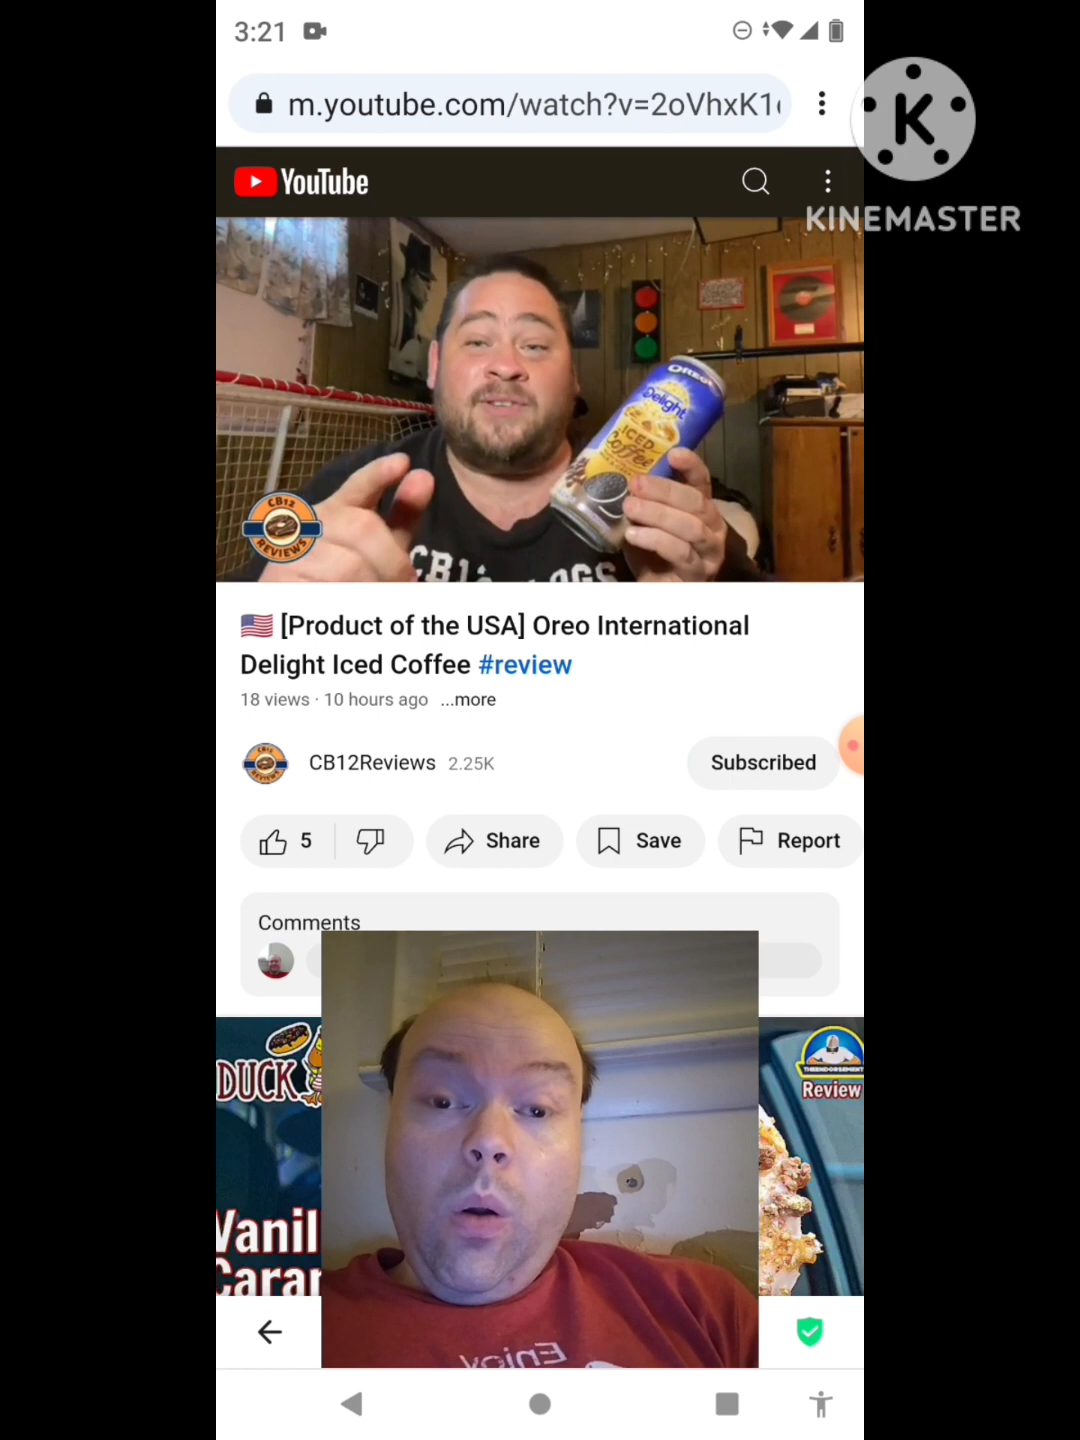 3:21
m.youtube.com/watch?v=2oVhxK1
K
KINEMASTER
YouTube
OREO
Delight
ICED
Coffee
CB12
REVIEWS
[Product of the USA] Oreo International
Delight Iced Coffee #review
18 views · 10 hours ago ...more
CB12Reviews 2.25K
Subscribed
5
Share
Save
Report
Comments
DUCK
Review
Vanil
Caram
Enjoy